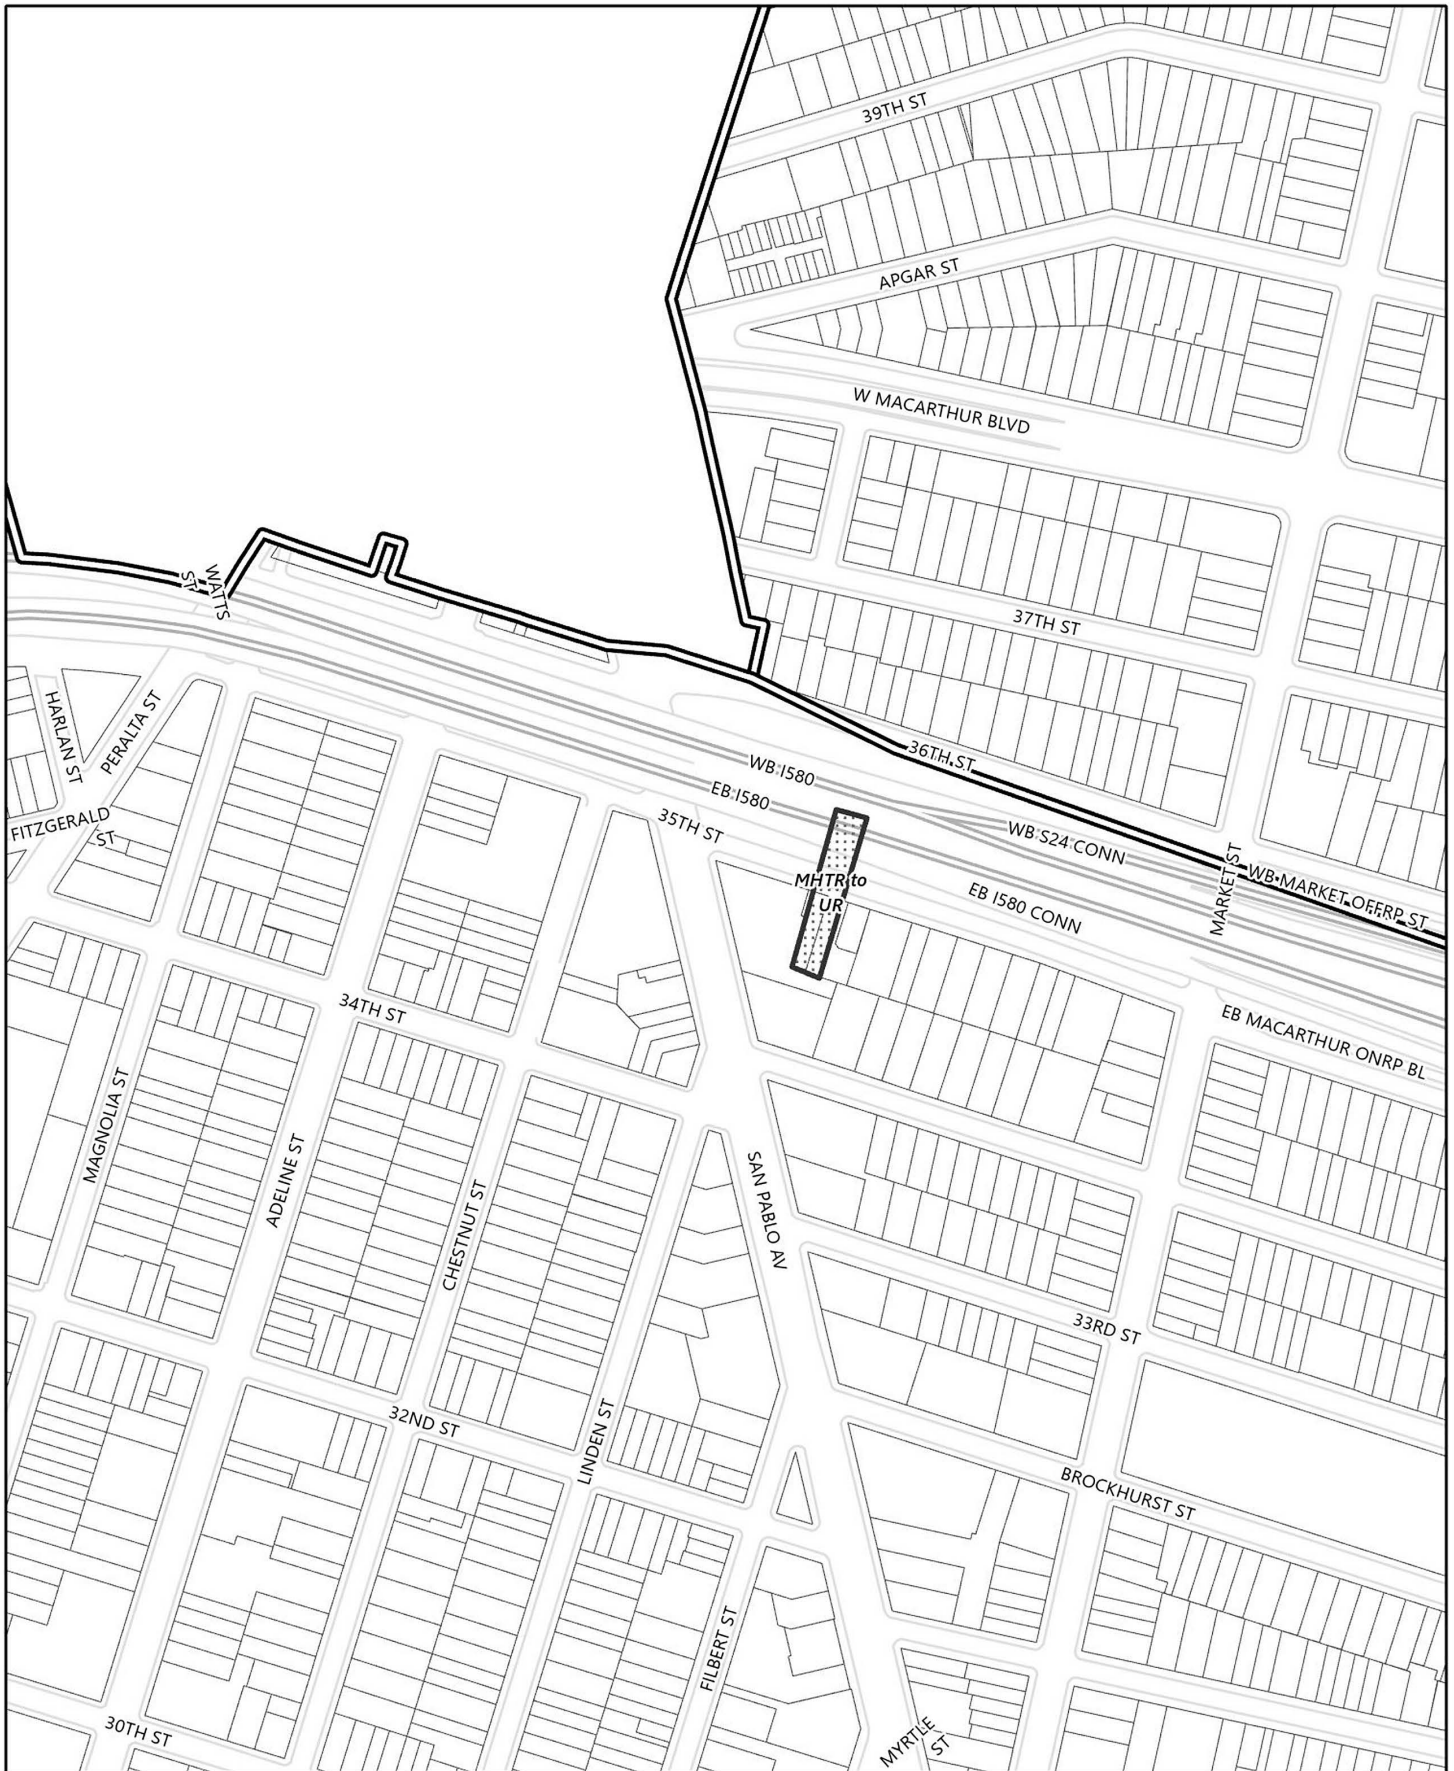 39TH ST
APGAR ST
W MACARTHUR BLVD
WATTS
ST
37TH ST
HARLAN ST
PERALTA ST
36TH ST
WB I580
EB I580
FITZGERALD
ST
35TH ST
WB S24 CONN
MARKET ST
WB MARKET OFFRP ST
MHTR to
UR
EB I580 CONN
34TH ST
EB MACARTHUR ONRP BL
MAGNOLIA ST
ADELINE ST
CHESTNUT ST
SAN PABLO AV
33RD ST
32ND ST
LINDEN ST
BROCKHURST ST
FILBERT ST
30TH ST
MYRTLE
ST